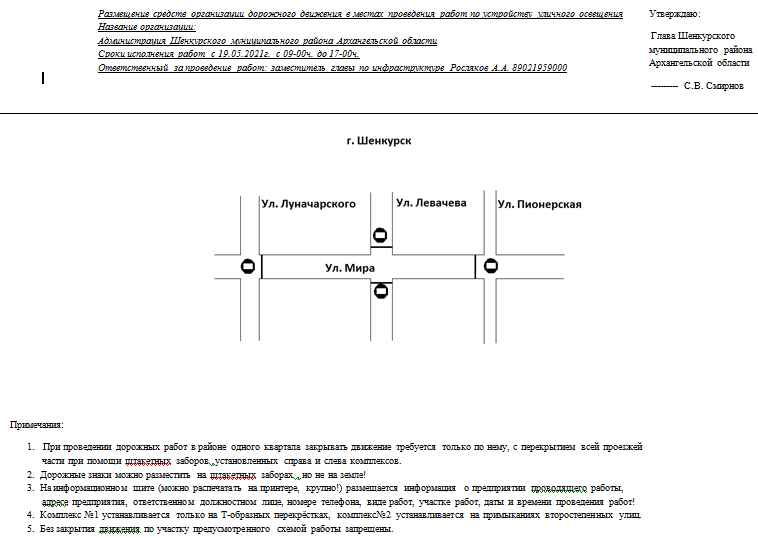 Размещение средств организации дорожного движения в местах проведения работ по устройству уличного освещения
Название организации:
Администрация Шенкурского муниципального района Архангельской области
Сроки исполнения работ с 19.05.2021г. с 09-00ч. до 17-00ч.
Ответственный за проведение работ: заместитель главы по инфраструктуре Росляков А.А. 89021959000
Утверждаю:
Глава Шенкурского
муниципального района
Архангельской области
--------- С.В. Смирнов
г. Шенкурск
Ул. Луначарского
Ул. Левачева
Ул. Пионерская
Ул. Мира
Примечания:
1. При проведении дорожных работ в районе одного квартала закрывать движение требуется только по нему, с перекрытием всей проезжей
части при помощи шлакетных заборов, установленных справа и слева комплексов.
2. Дорожные знаки можно разместить на шлакетных заборах, но не на земле!
3. На информационном щите (можно распечатать на принтере, крупно!) размещается информация о предприятии проводящего работы,
адресе предприятия, ответственном должностном лице, номере телефона, виде работ, участке работ, даты и времени проведения работ!
4. Комплекс №1 устанавливается только на Т-образных перекрёстках, комплекс№2 устанавливается на примыканиях второстепенных улиц.
5. Без закрытия движения по участку предусмотренного схемой работы запрещены.